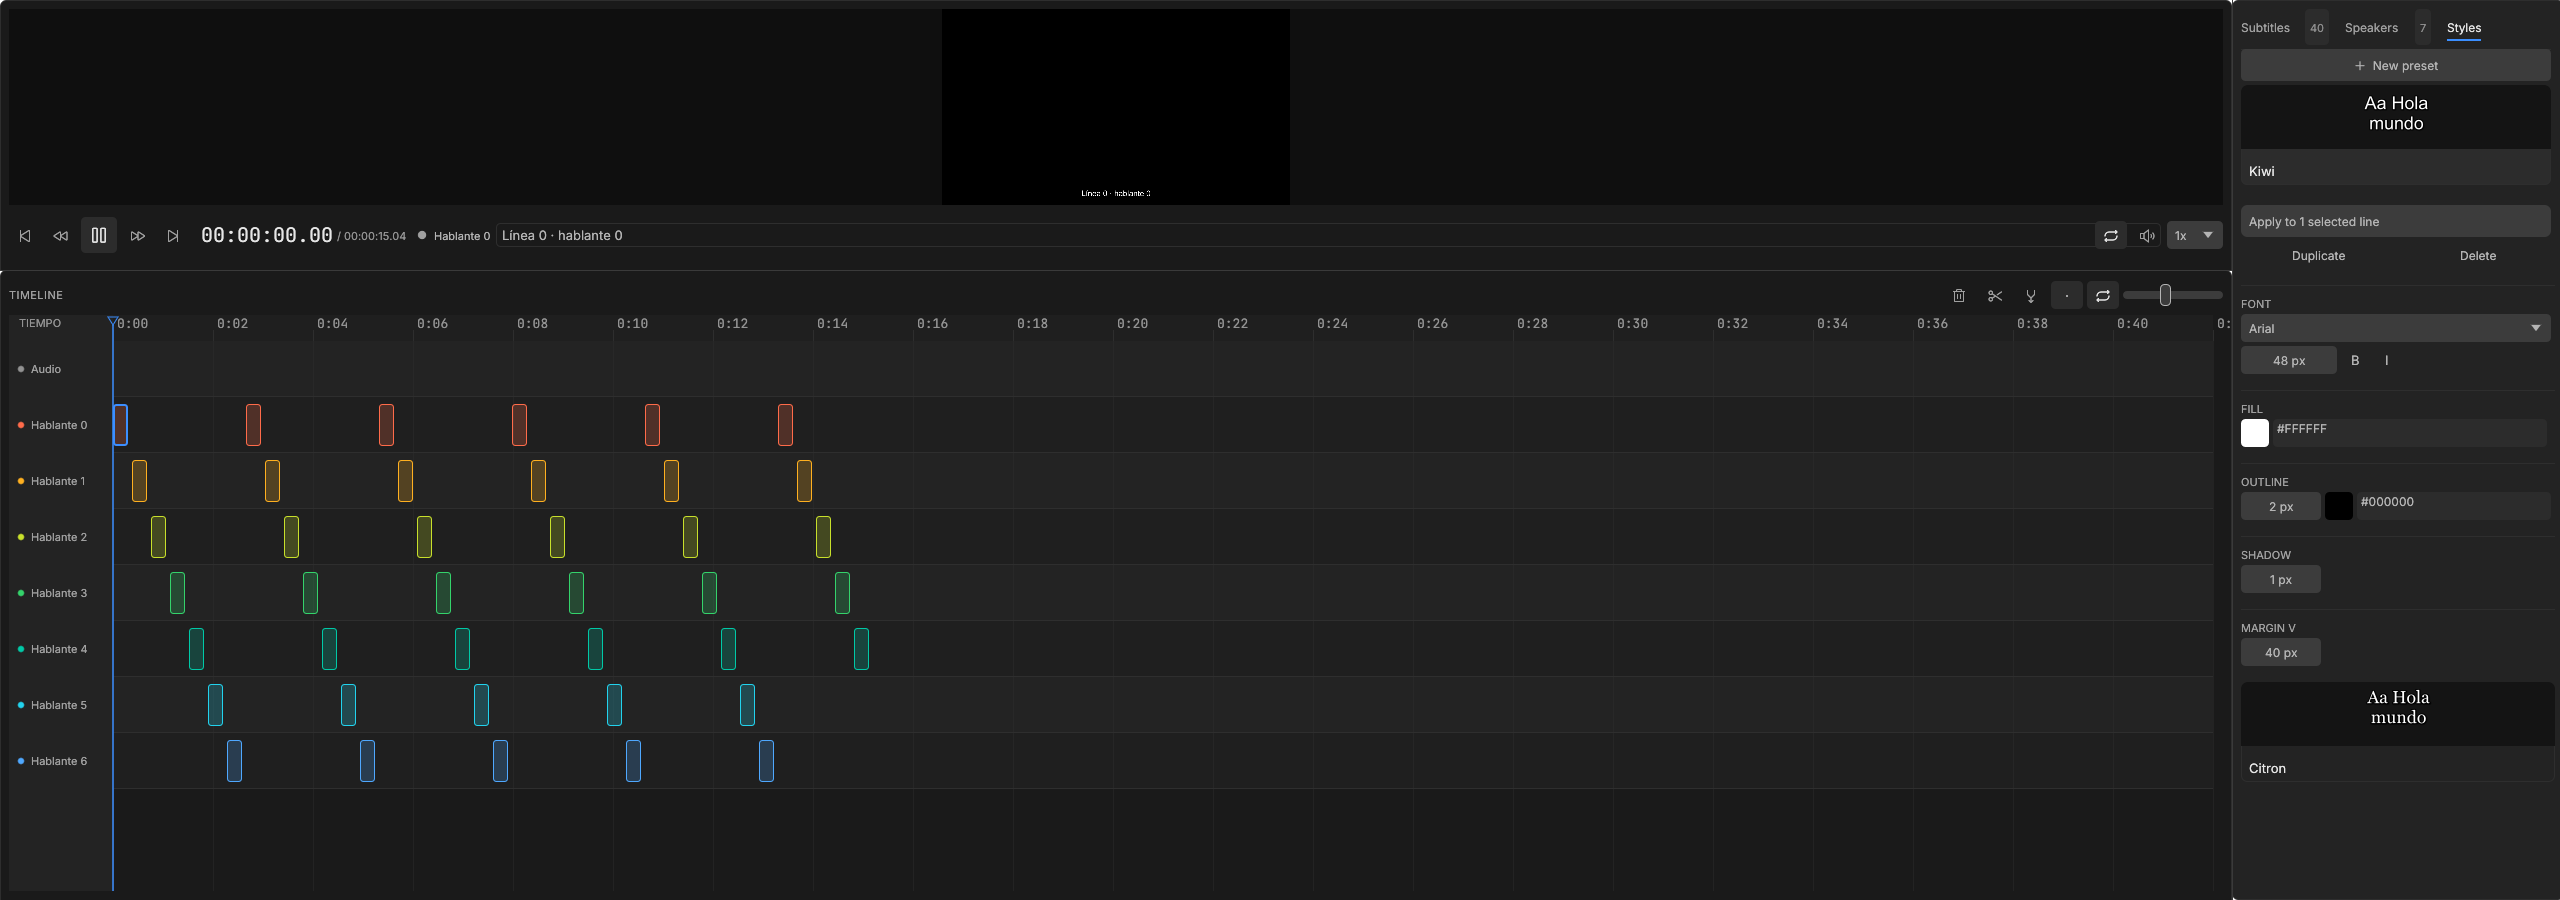 Línea 0 · hablante 0
00:00:00.00 / 00:00:15.04 Hablante 0 Línea 0 · hablante 0 1x
TIMELINE
TIEMPO 0:00 0:02 0:04 0:06 0:08 0:10 0:12 0:14 0:16 0:18 0:20 0:22 0:24 0:26 0:28 0:30 0:32 0:34 0:36 0:38 0:40 0:
Audio
Hablante 0
Hablante 1
Hablante 2
Hablante 3
Hablante 4
Hablante 5
Hablante 6
Subtitles 40 Speakers 7 Styles
+ New preset
Aa Hola
mundo
Kiwi
Apply to 1 selected line
Duplicate Delete
FONT
Arial
48 px B I
FILL
#FFFFFF
OUTLINE
2 px #000000
SHADOW
1 px
MARGIN V
40 px
Aa Hola
mundo
Citron